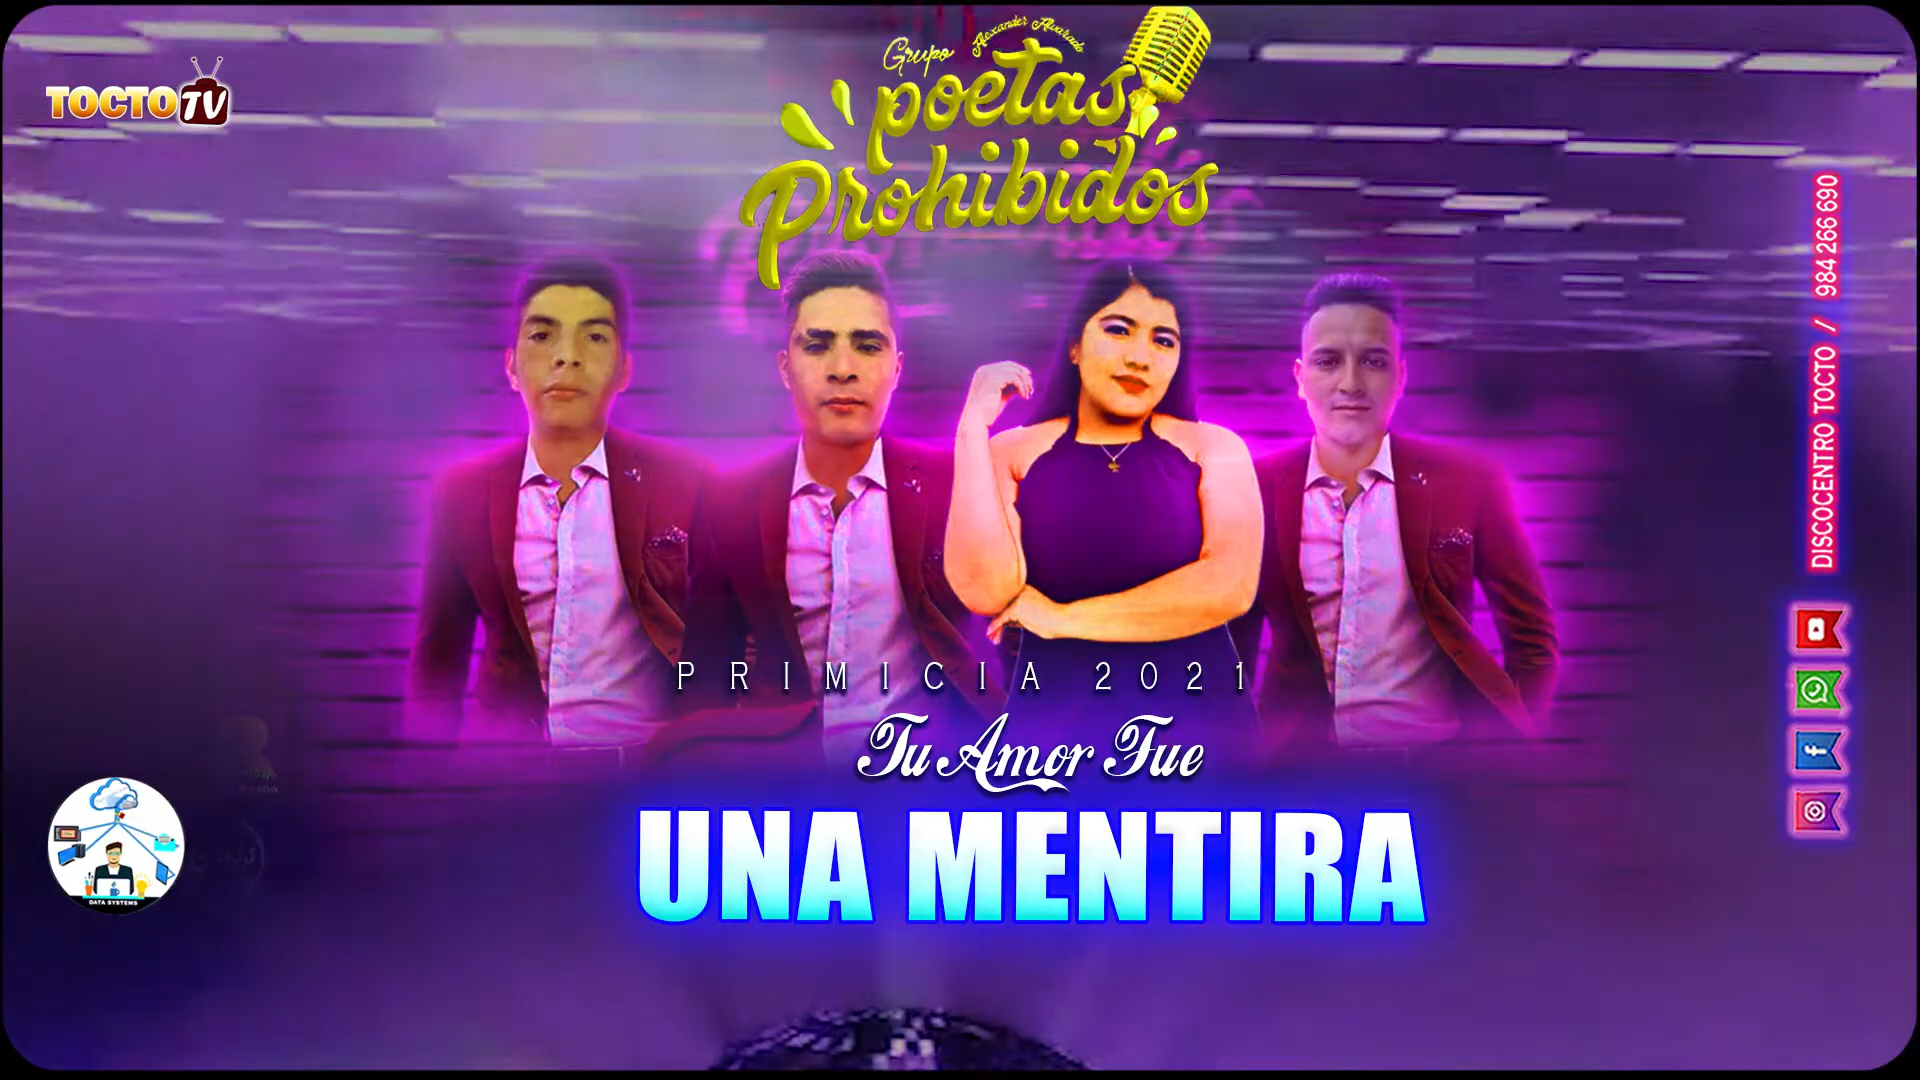 TOCTO TV
Grupo Alexander Alvarado
poetas
Prohibidos
984 266 690
DISCOCENTRO TOCTO /
PRIMICIA 2021
Tu Amor Fue
UNA MENTIRA
DATA SYSTEMS